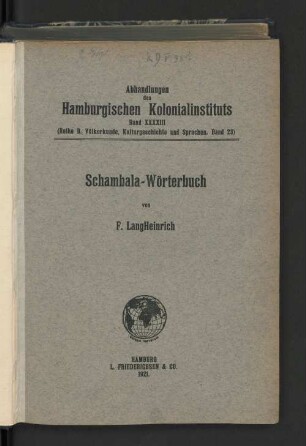 Abhandlungen
des
Hamburgischen Kolonialinstituts
Band XXXXIII
(Reihe B. Völkerkunde, Kulturgeschichte und Sprachen. Band 23)
Schambala-Wörterbuch
von
F. LangHeinrich
HAMBURG
L. FRIEDERICHSEN & CO.
1921.